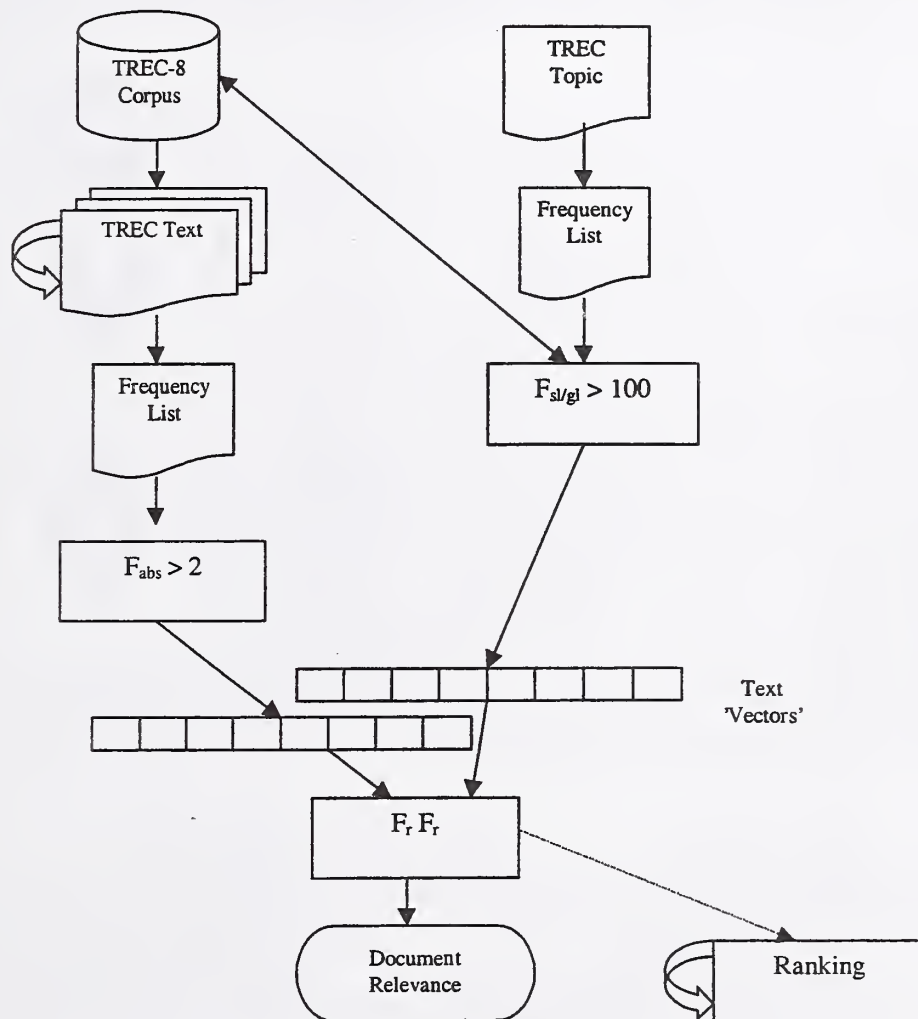 TREC-8
Corpus
TREC
Topic
TREC Text
Frequency
List
Frequency
List
F_sl/gl > 100
F_abs > 2
Text
'Vectors'
F_r F_r
Document
Relevance
Ranking